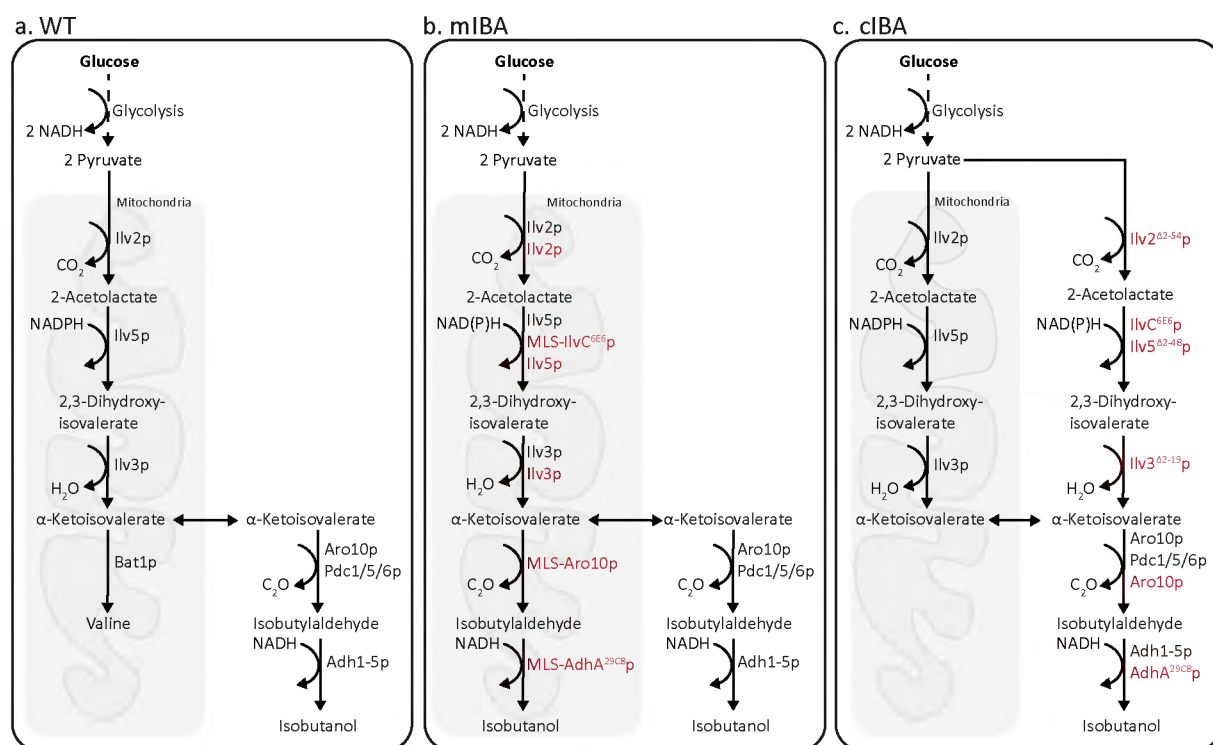 a. WT
Glucose
Glycolysis
2 NADH
2 Pyruvate
Mitochondria
Ilv2p
CO2
2-Acetolactate
NADPH
Ilv5p
2,3-Dihydroxy-
isovalerate
Ilv3p
H2O
α-Ketoisovalerate
Bat1p
Valine
α-Ketoisovalerate
Aro10p
Pdc1/5/6p
C2O
Isobutylaldehyde
NADH
Adh1-5p
Isobutanol
b. mIBA
Glucose
Glycolysis
2 NADH
2 Pyruvate
Mitochondria
Ilv2p
Ilv2p
CO2
2-Acetolactate
NAD(P)H
Ilv5p
MLS-IlvC6E6p
Ilv5p
2,3-Dihydroxy-
isovalerate
Ilv3p
Ilv3p
H2O
α-Ketoisovalerate
MLS-Aro10p
C2O
Isobutylaldehyde
NADH
MLS-AdhA29C8p
Isobutanol
α-Ketoisovalerate
Aro10p
Pdc1/5/6p
C2O
Isobutylaldehyde
NADH
Adh1-5p
Isobutanol
c. cIBA
Glucose
Glycolysis
2 NADH
2 Pyruvate
Mitochondria
Ilv2p
CO2
2-Acetolactate
NADPH
Ilv5p
2,3-Dihydroxy-
isovalerate
Ilv3p
H2O
α-Ketoisovalerate
Ilv2Δ2-54p
CO2
2-Acetolactate
NAD(P)H
IlvC6E6p
Ilv5Δ2-48p
2,3-Dihydroxy-
isovalerate
Ilv3Δ2-19p
H2O
α-Ketoisovalerate
Aro10p
Pdc1/5/6p
C2O
Aro10p
Isobutylaldehyde
NADH
Adh1-5p
AdhA29C8p
Isobutanol